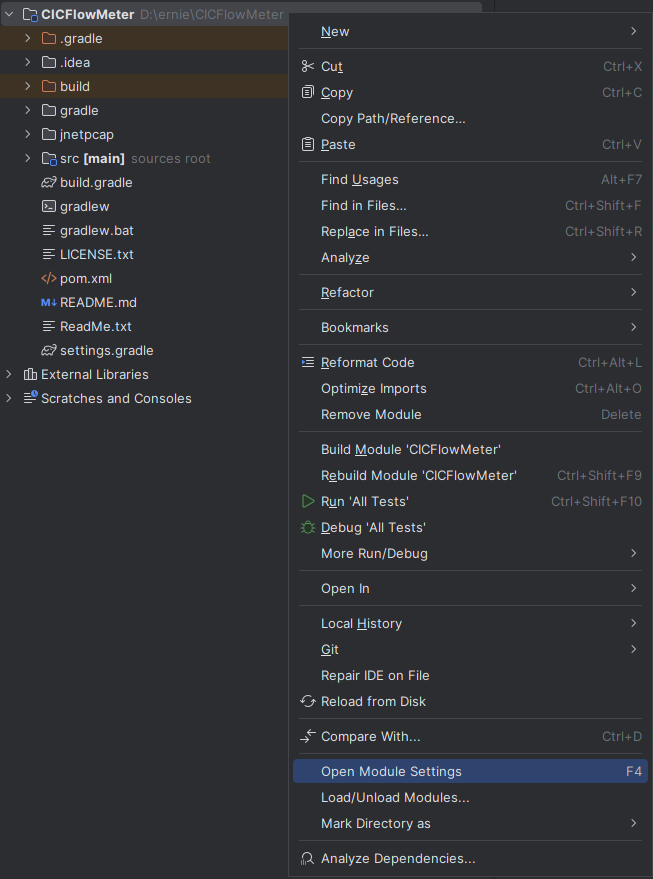 CICFlowMeter D:\ernie\CICFlowMeter
.gradle
.idea
build
gradle
jnetpcap
src [main] sources root
build.gradle
gradlew
gradlew.bat
LICENSE.txt
pom.xml
M↓ README.md
ReadMe.txt
settings.gradle
External Libraries
Scratches and Consoles
New
Cut Ctrl+X
Copy Ctrl+C
Copy Path/Reference...
Paste Ctrl+V
Find Usages Alt+F7
Find in Files... Ctrl+Shift+F
Replace in Files... Ctrl+Shift+R
Analyze
Refactor
Bookmarks
Reformat Code Ctrl+Alt+L
Optimize Imports Ctrl+Alt+O
Remove Module Delete
Build Module 'CICFlowMeter'
Rebuild Module 'CICFlowMeter' Ctrl+Shift+F9
Run 'All Tests' Ctrl+Shift+F10
Debug 'All Tests'
More Run/Debug
Open In
Local History
Git
Repair IDE on File
Reload from Disk
Compare With... Ctrl+D
Open Module Settings F4
Load/Unload Modules...
Mark Directory as
Analyze Dependencies...